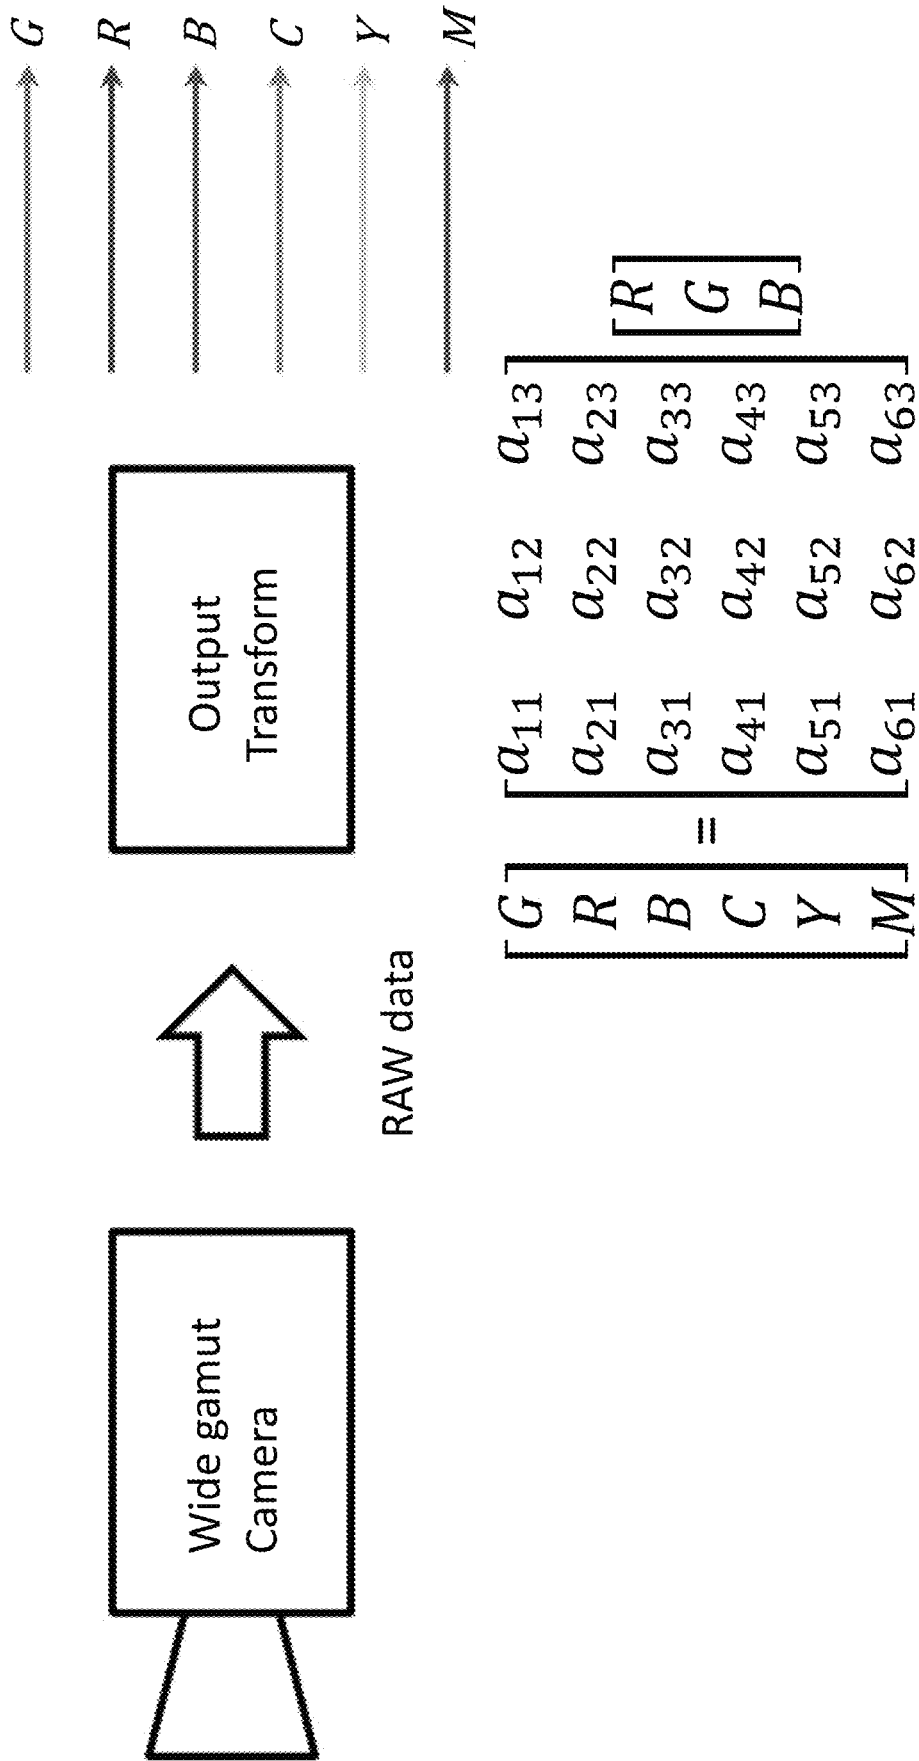 Wide gamut
Camera
RAW data
Output
Transform
G
R
B
C
Y
M
G
R
B
C
Y
M
=
a11 a12 a13
a21 a22 a23
a31 a32 a33
a41 a42 a43
a51 a52 a53
a61 a62 a63
R
G
B